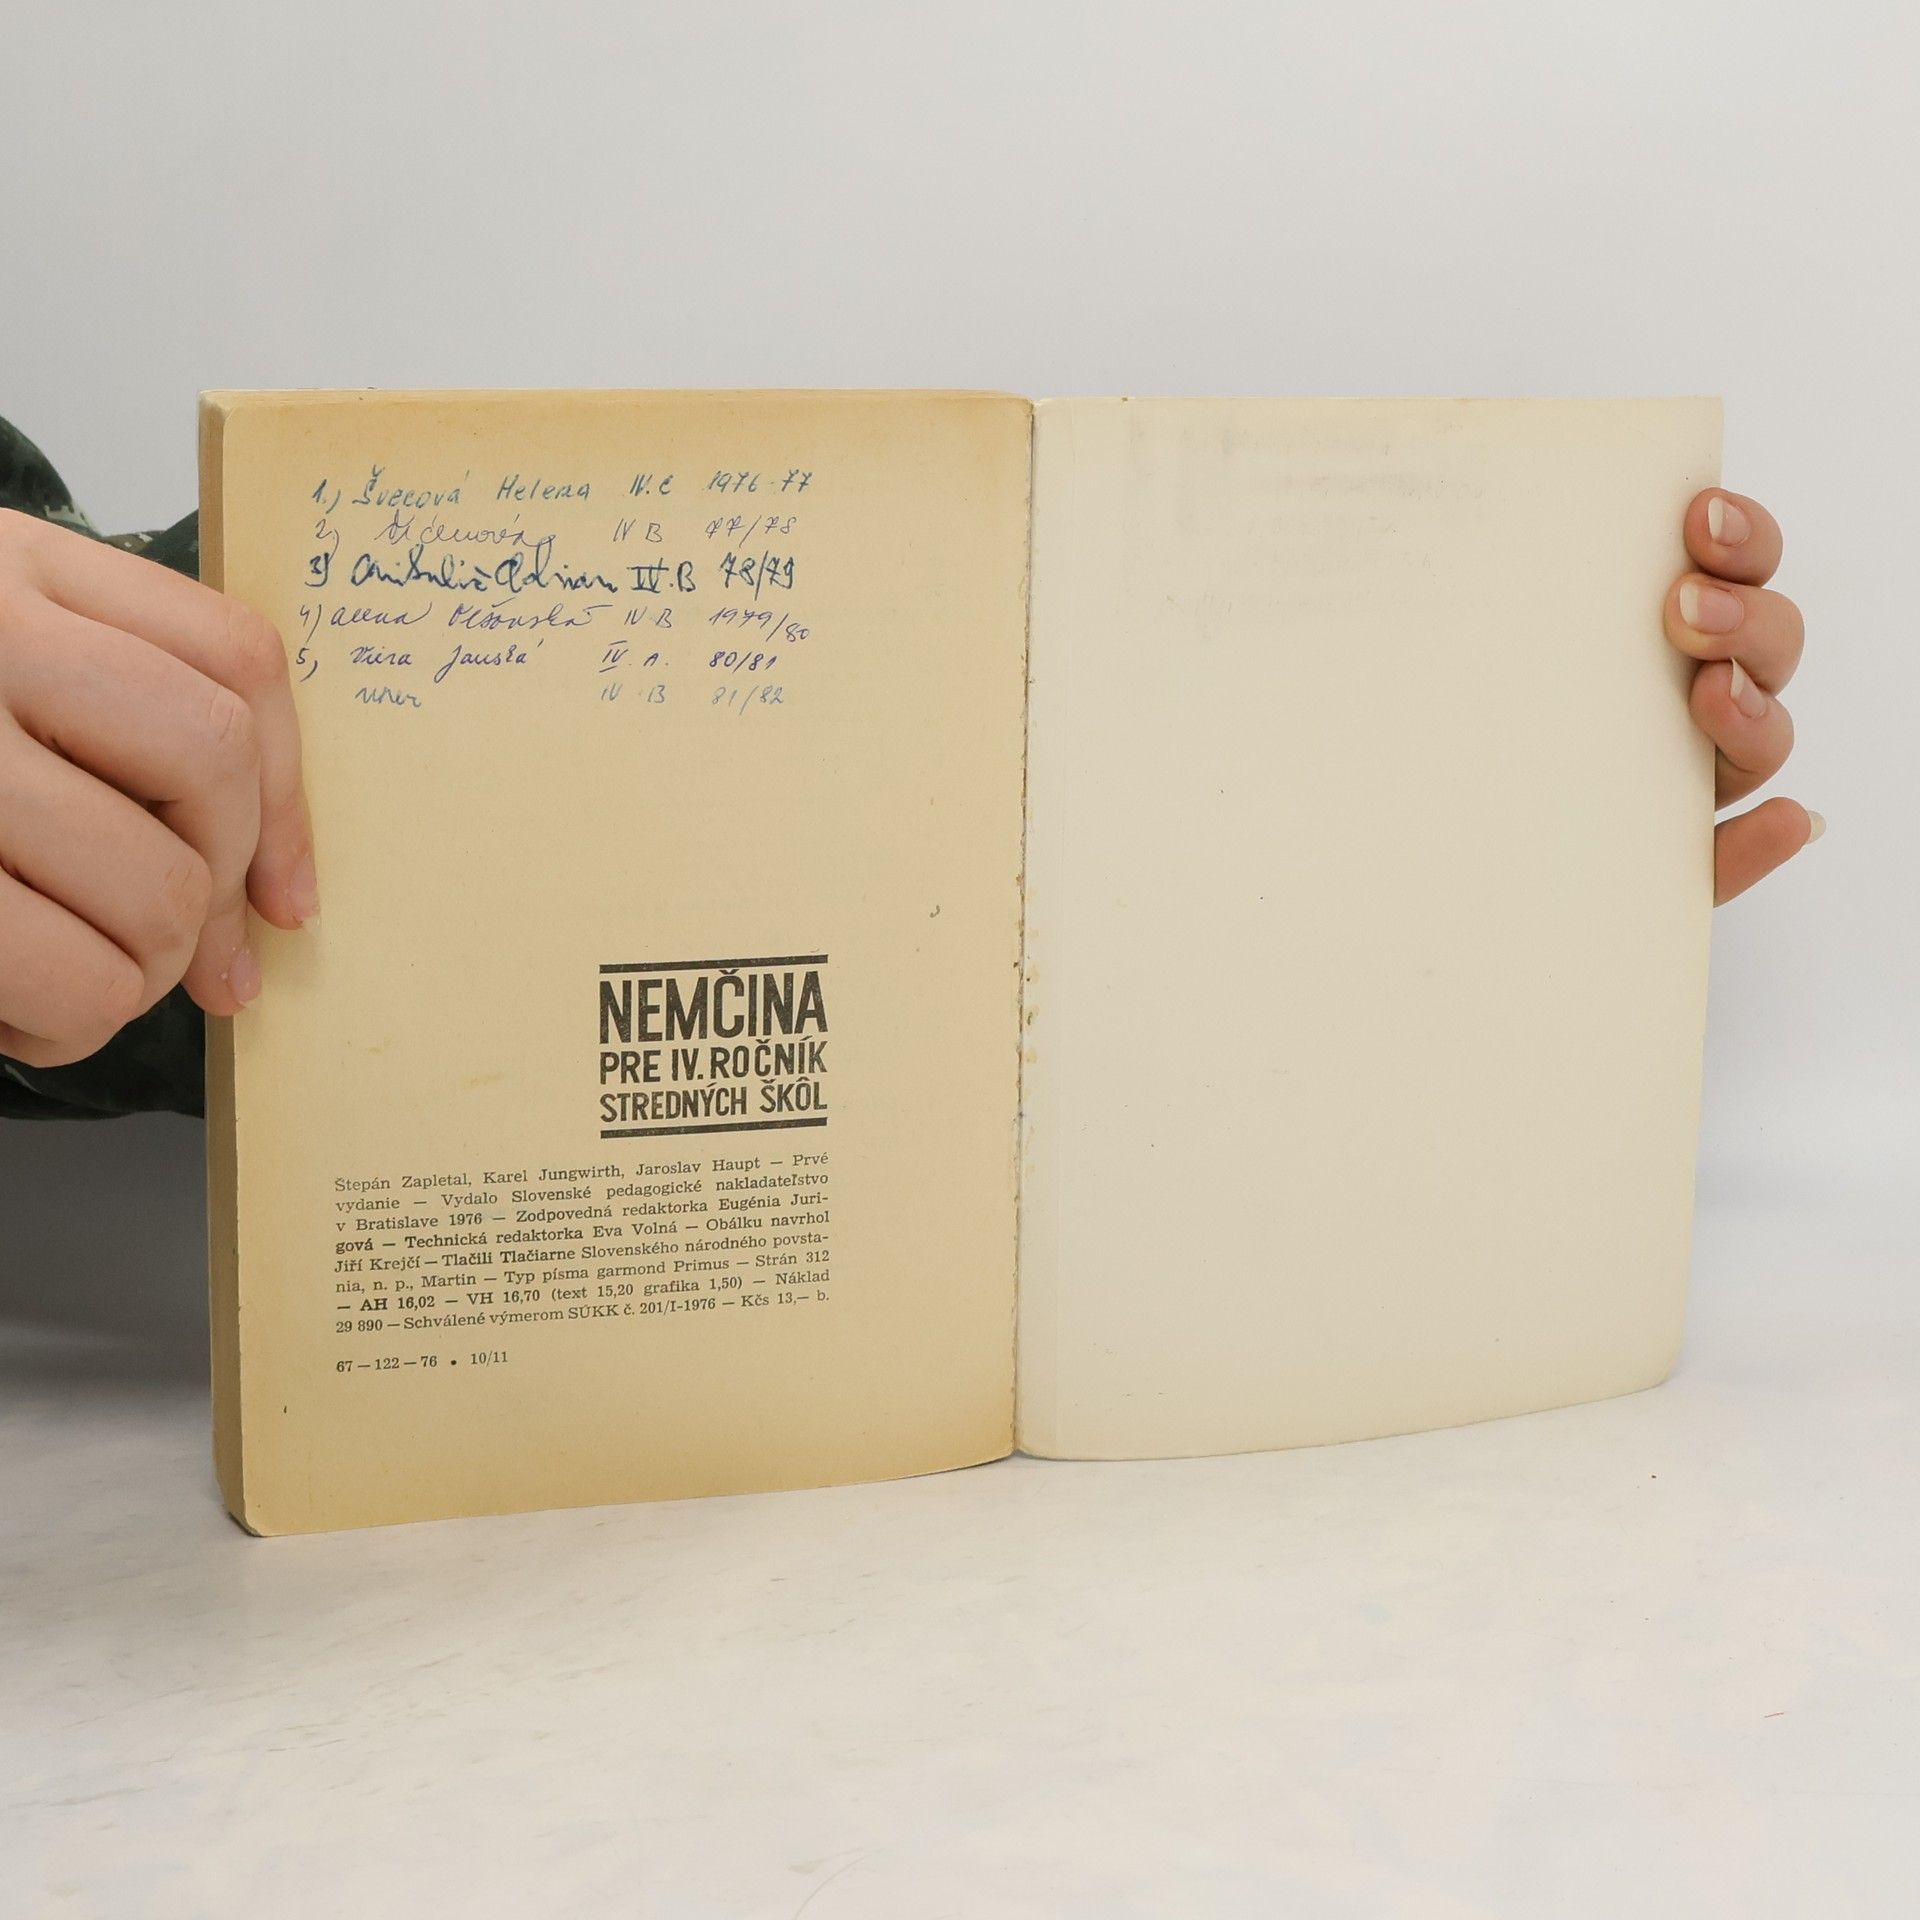 1.) Švecová Helena IV.C 1976-77
2) IV B 77/78
3) Adrian IV.B 78/79
4) IV B 1979/80
5) Viera Janská IV. A. 80/81
IV B 81/82
NEMČINA
PRE IV. ROČNÍK
STREDNÝCH ŠKÔL
Štepán Zapletal, Karel Jungwirth, Jaroslav Haupt — Prvé
vydanie — Vydalo Slovenské pedagogické nakladateľstvo
v Bratislave 1976 — Zodpovedná redaktorka Eugénia Juri-
gová — Technická redaktorka Eva Volná — Obálku navrhol
Jiří Krejčí — Tlačili Tlačiarne Slovenského národného povsta-
nia, n. p., Martin — Typ písma garmond Primus — Strán 312
— AH 16,02 — VH 16,70 (text 15,20 grafika 1,50) — Náklad
29 890 — Schválené výmerom SÚKK č. 201/I-1976 — Kčs 13,— b.
67 — 122 — 76 • 10/11